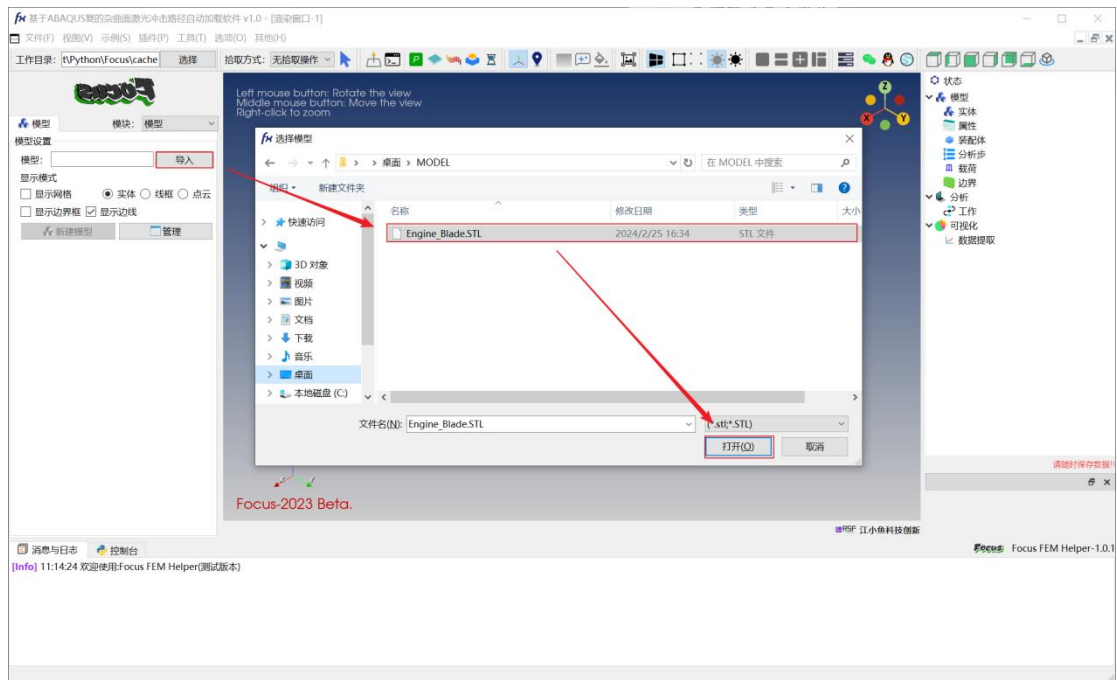 基于ABAQUS复的杂曲面激光冲击路径自动加载软件 v1.0 - [渲染窗口-1]
文件(F) 视图(V) 示例(S) 插件(P) 工具(T) 选项(O) 其他(H)
工作目录: t\Python\Focus\cache 选择 拾取方式: 无拾取操作
Focus
模型 模块: 模型
模型设置
模型: 导入
显示模式
显示网格 实体 线框 点云
显示边界框 显示边线
新建模型 管理
Left mouse button: Rotate the view
Middle mouse button: Move the view
Right-click to zoom
Z
X Y
选择模型
桌面 › MODEL 在 MODEL 中搜索
组织 新建文件夹
名称 修改日期 类型 大小
Engine_Blade.STL 2024/2/25 16:34 STL 文件
快速访问
3D 对象
视频
图片
文档
下载
音乐
桌面
本地磁盘 (C:)
文件名(N): Engine_Blade.STL (*.stl;*.STL)
打开(O) 取消
Focus-2023 Beta.
江小鱼科技创新
状态
模型
实体
属性
装配体
分析步
载荷
边界
分析
工作
可视化
数据提取
请随时保存数据!!
消息与日志 控制台
Focus Focus FEM Helper-1.0.1
[Info] 11:14:24 欢迎使用:Focus FEM Helper(测试版本)